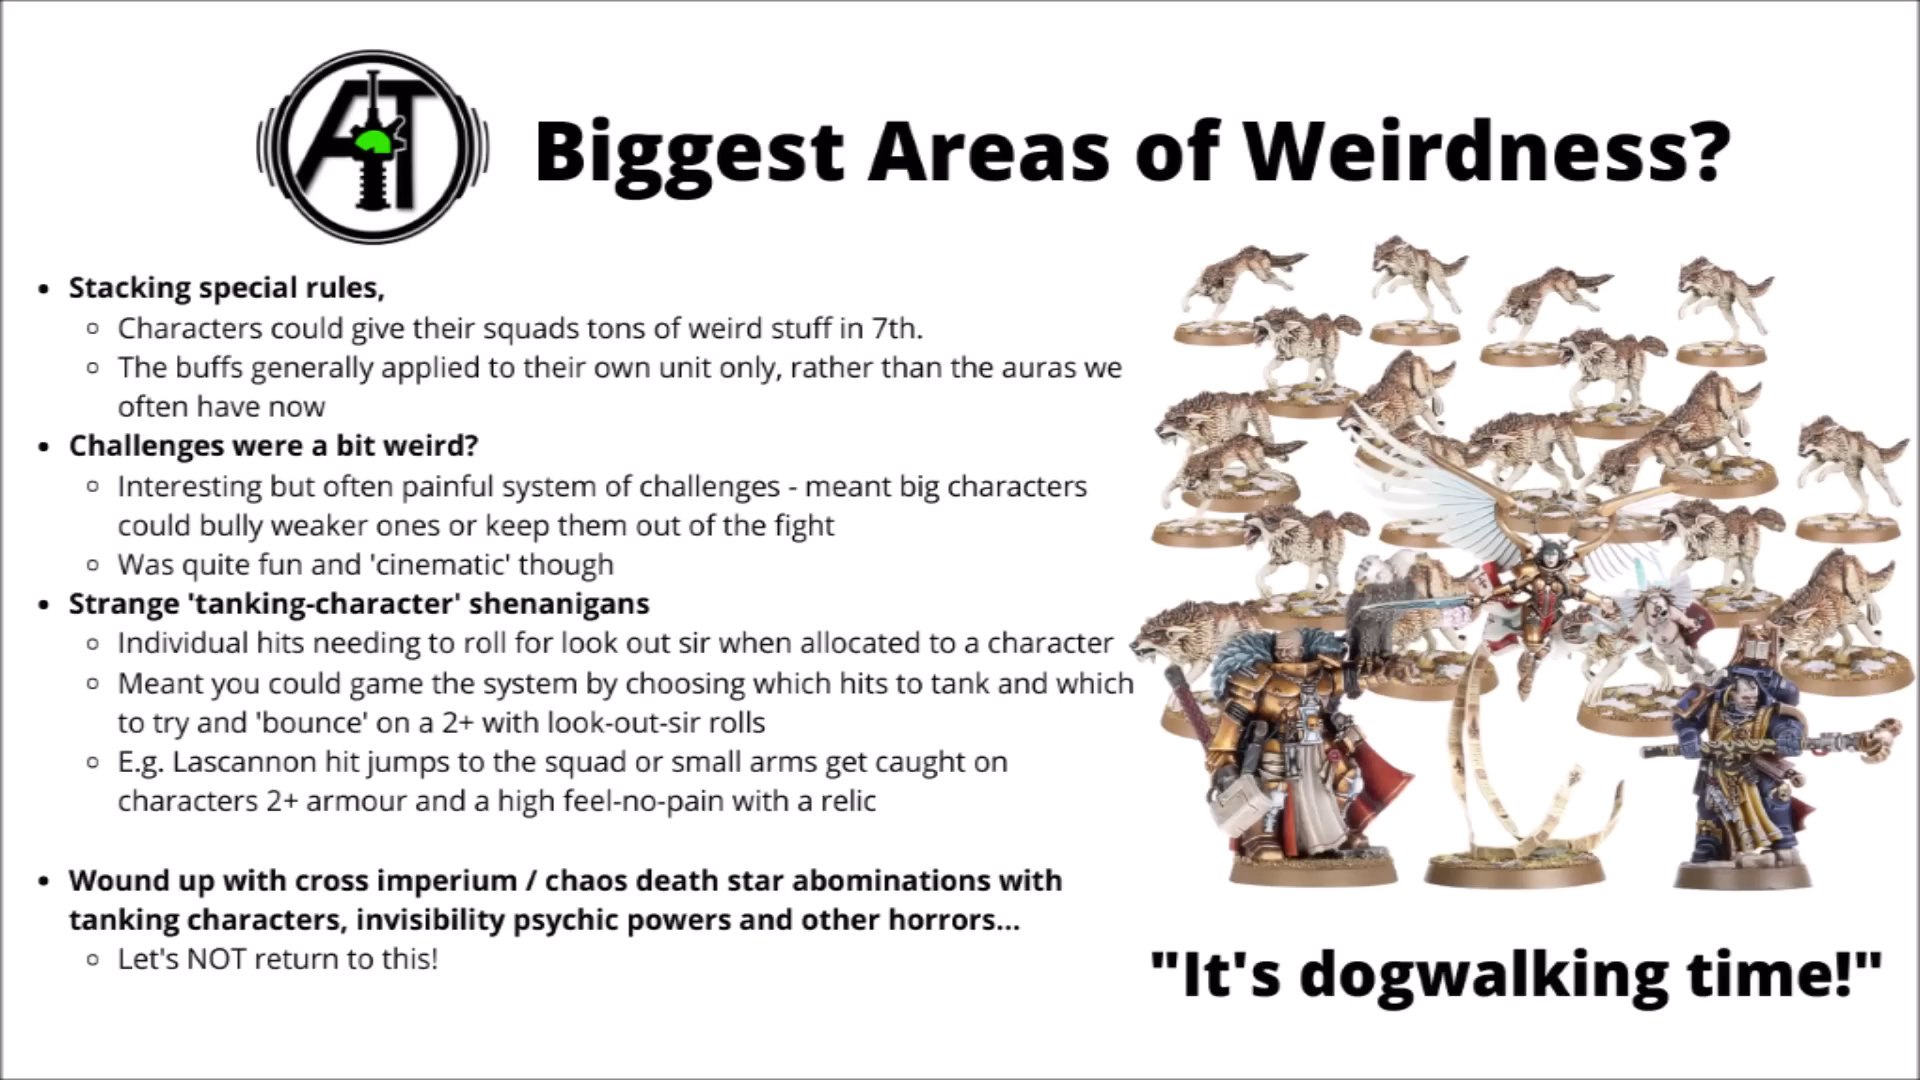 AT
Biggest Areas of Weirdness?
• Stacking special rules,
◦ Characters could give their squads tons of weird stuff in 7th.
◦ The buffs generally applied to their own unit only, rather than the auras we
often have now
• Challenges were a bit weird?
◦ Interesting but often painful system of challenges - meant big characters
could bully weaker ones or keep them out of the fight
◦ Was quite fun and 'cinematic' though
• Strange 'tanking-character' shenanigans
◦ Individual hits needing to roll for look out sir when allocated to a character
◦ Meant you could game the system by choosing which hits to tank and which
to try and 'bounce' on a 2+ with look-out-sir rolls
◦ E.g. Lascannon hit jumps to the squad or small arms get caught on
characters 2+ armour and a high feel-no-pain with a relic
• Wound up with cross imperium / chaos death star abominations with
tanking characters, invisibility psychic powers and other horrors...
◦ Let's NOT return to this!
"It's dogwalking time!"